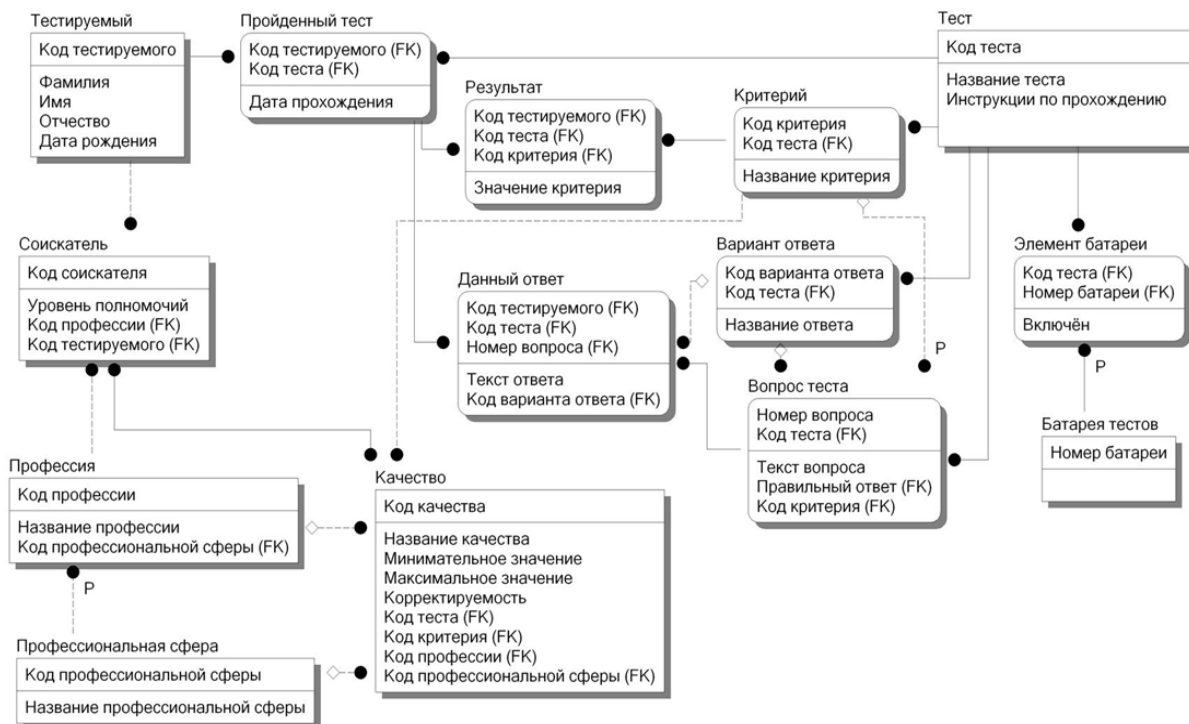 Тестируемый
Код тестируемого
Фамилия
Имя
Отчество
Дата рождения
Пройденный тест
Код тестируемого (FK)
Код теста (FK)
Дата прохождения
Тест
Код теста
Название теста
Инструкции по прохождению
Результат
Код тестируемого (FK)
Код теста (FK)
Код критерия (FK)
Значение критерия
Критерий
Код критерия
Код теста (FK)
Название критерия
Соискатель
Код соискателя
Уровень полномочий
Код профессии (FK)
Код тестируемого (FK)
Данный ответ
Код тестируемого (FK)
Код теста (FK)
Номер вопроса (FK)
Текст ответа
Код варианта ответа (FK)
Вариант ответа
Код варианта ответа
Код теста (FK)
Название ответа
Элемент батареи
Код теста (FK)
Номер батареи (FK)
Включён
P
P
Вопрос теста
Номер вопроса
Код теста (FK)
Текст вопроса
Правильный ответ (FK)
Код критерия (FK)
Батарея тестов
Номер батареи
Профессия
Код профессии
Название профессии
Код профессиональной сферы (FK)
P
Качество
Код качества
Название качества
Минимательное значение
Максимальное значение
Корректируемость
Код теста (FK)
Код критерия (FK)
Код профессии (FK)
Код профессиональной сферы (FK)
Профессиональная сфера
Код профессиональной сферы
Название профессиональной сферы